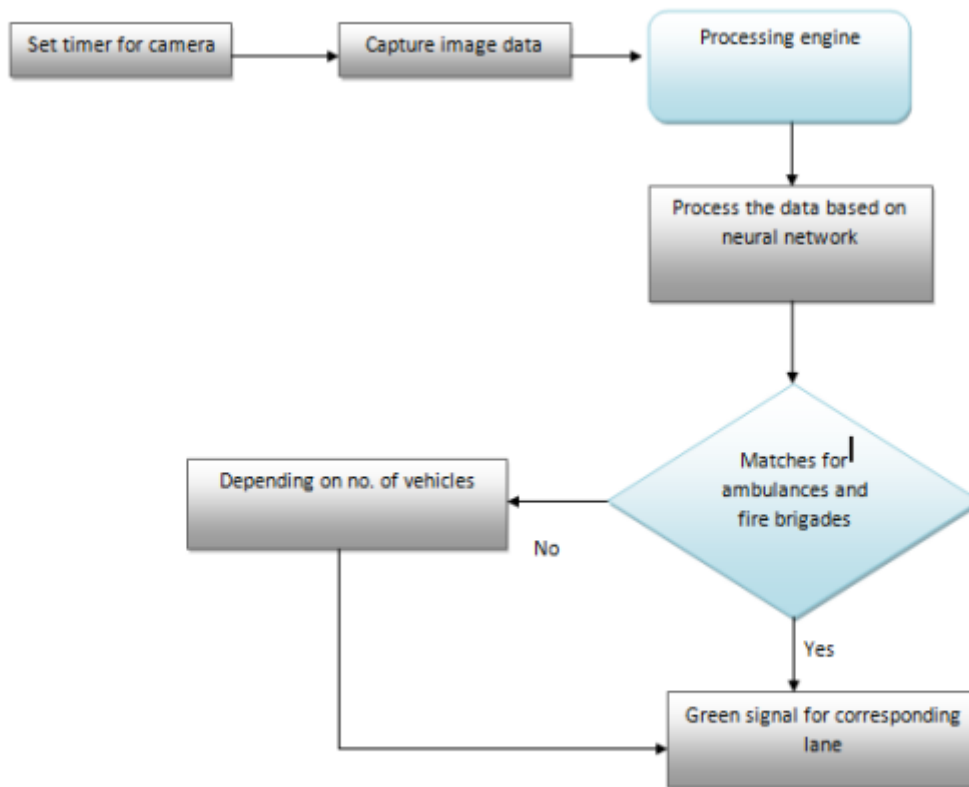 Set timer for camera
Capture image data
Processing engine
Process the data based on
neural network
Matches for
ambulances and
fire brigades
Depending on no. of vehicles
No
Yes
Green signal for corresponding
lane